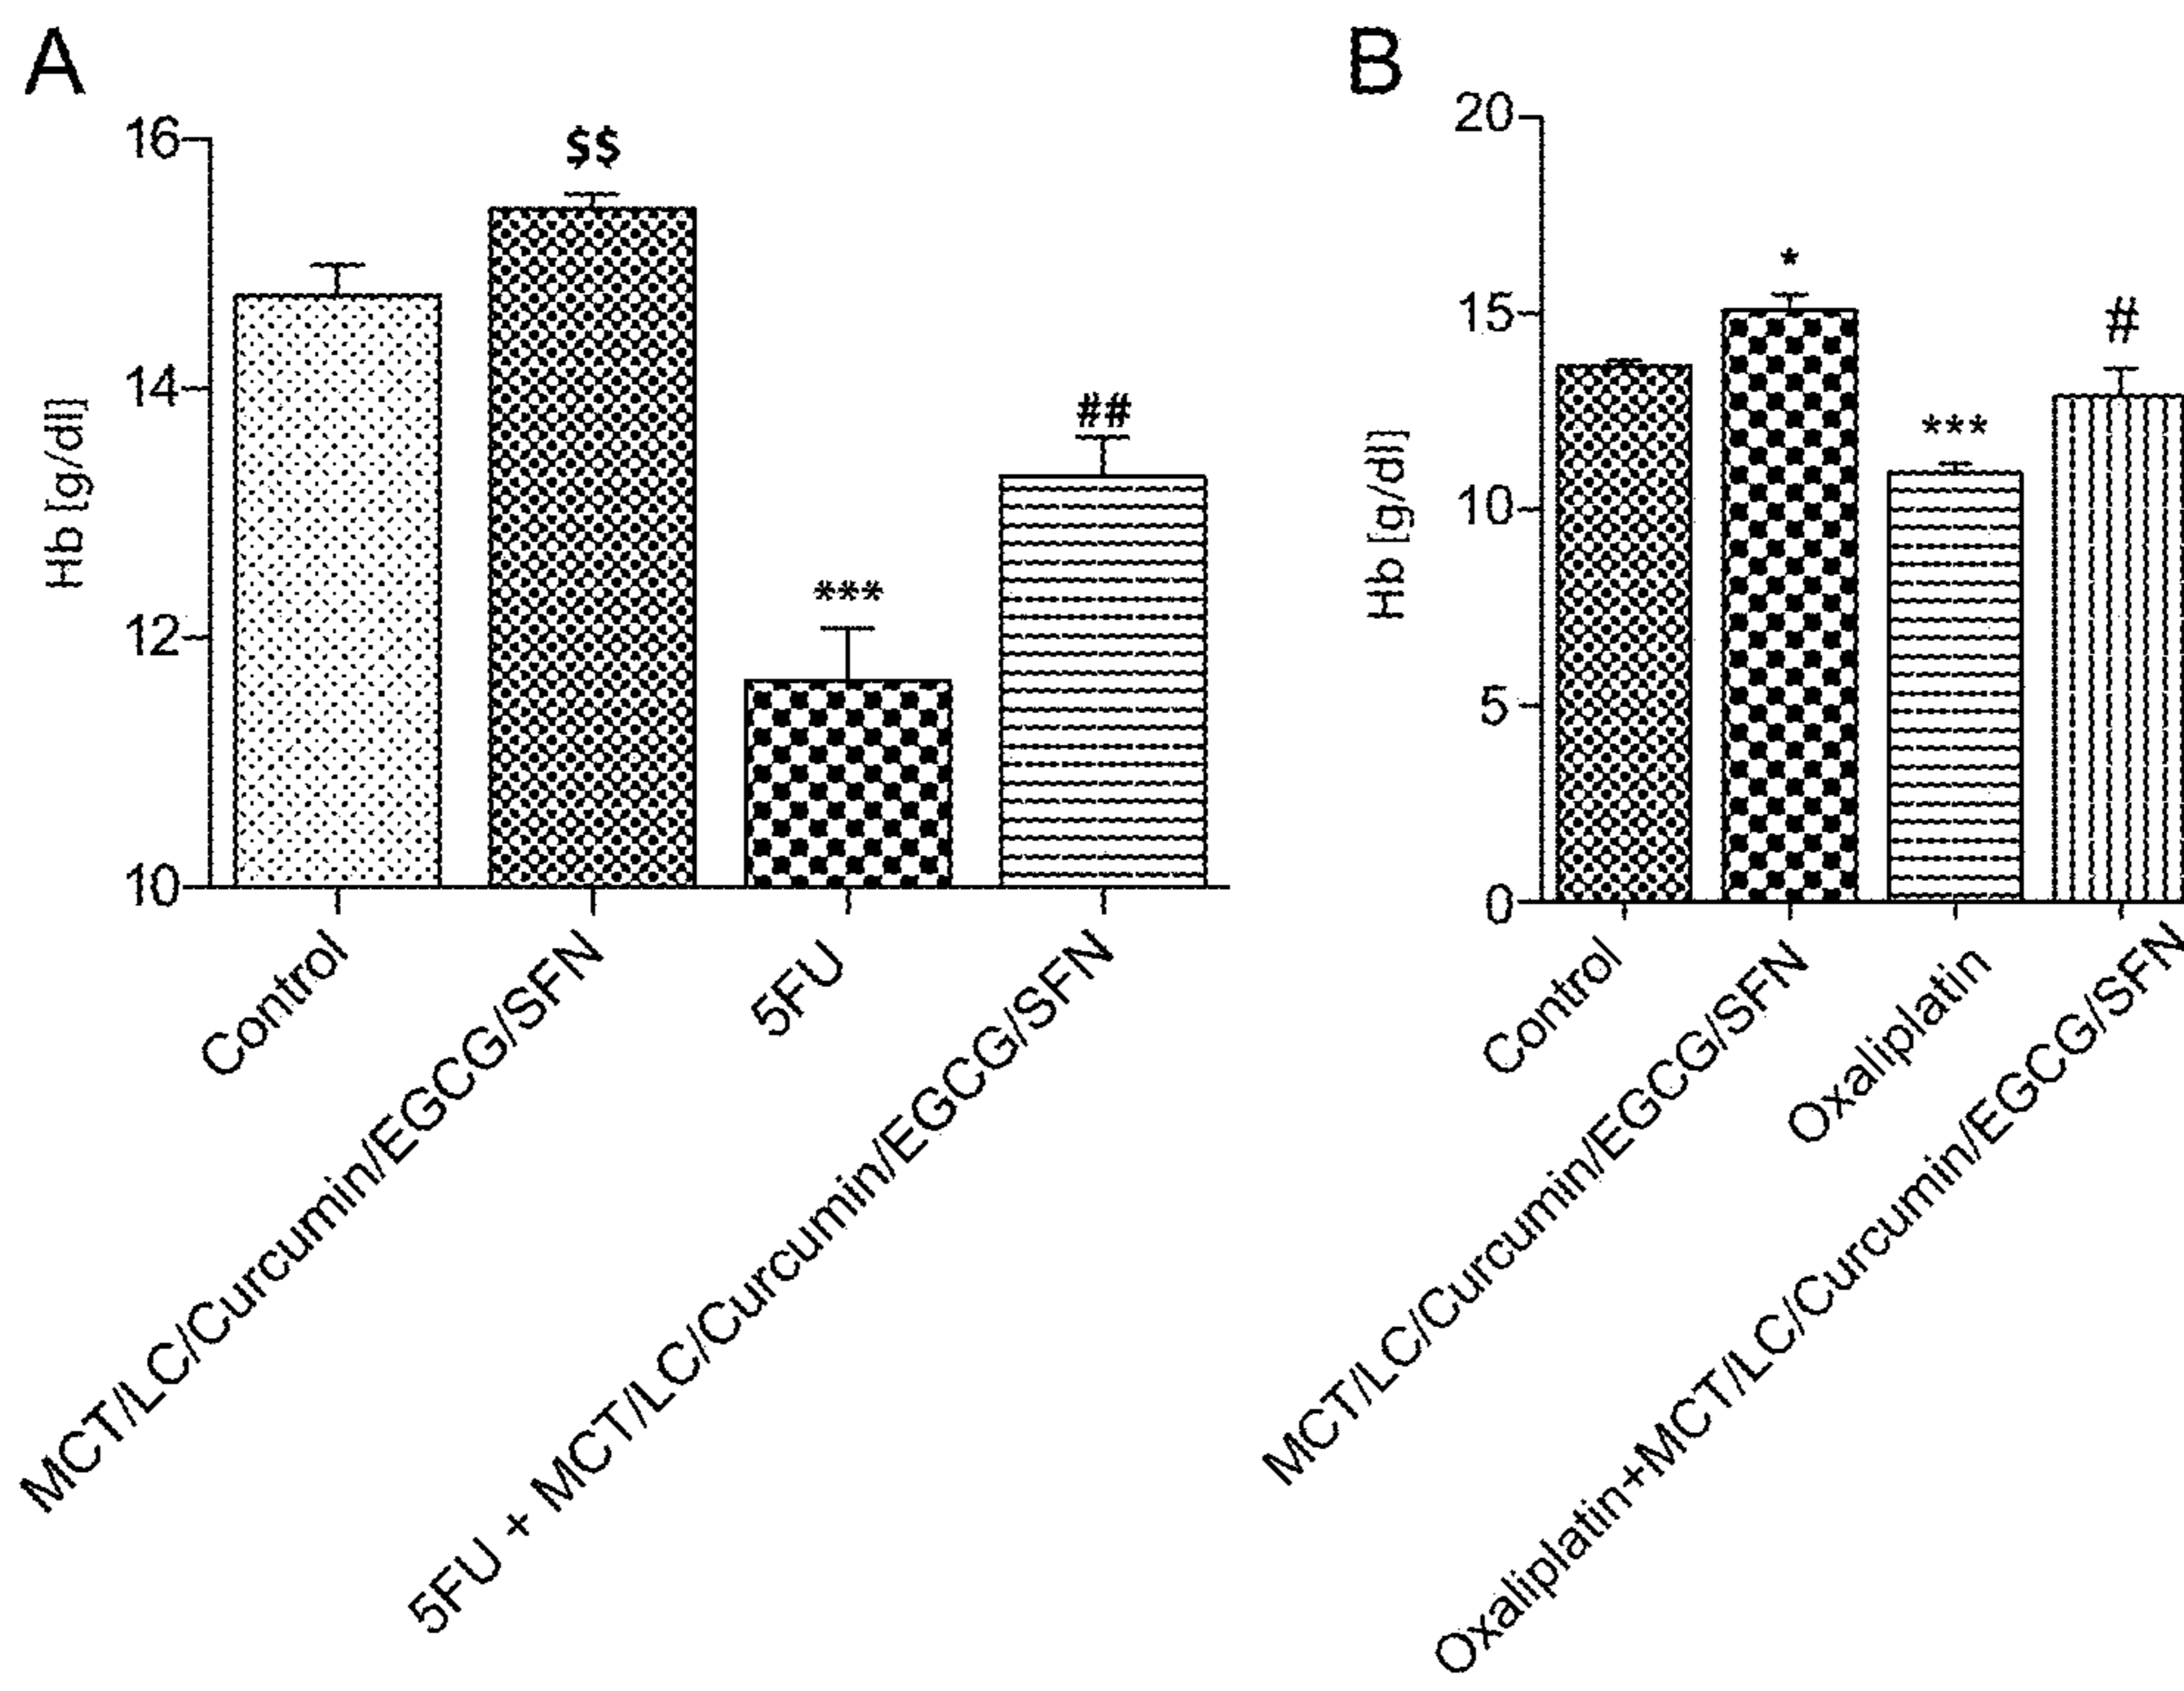 A
16
14
12
10
Hb [g/dl]
$$
***
##
Control
MCT/LC/Curcumin/EGCG/SFN
5FU
5FU + MCT/LC/Curcumin/EGCG/SFN
B
20
15
10
5
0
Hb [g/dl]
*
***
#
Control
MCT/LC/Curcumin/EGCG/SFN
Oxaliplatin
Oxaliplatin+MCT/LC/Curcumin/EGCG/SFN